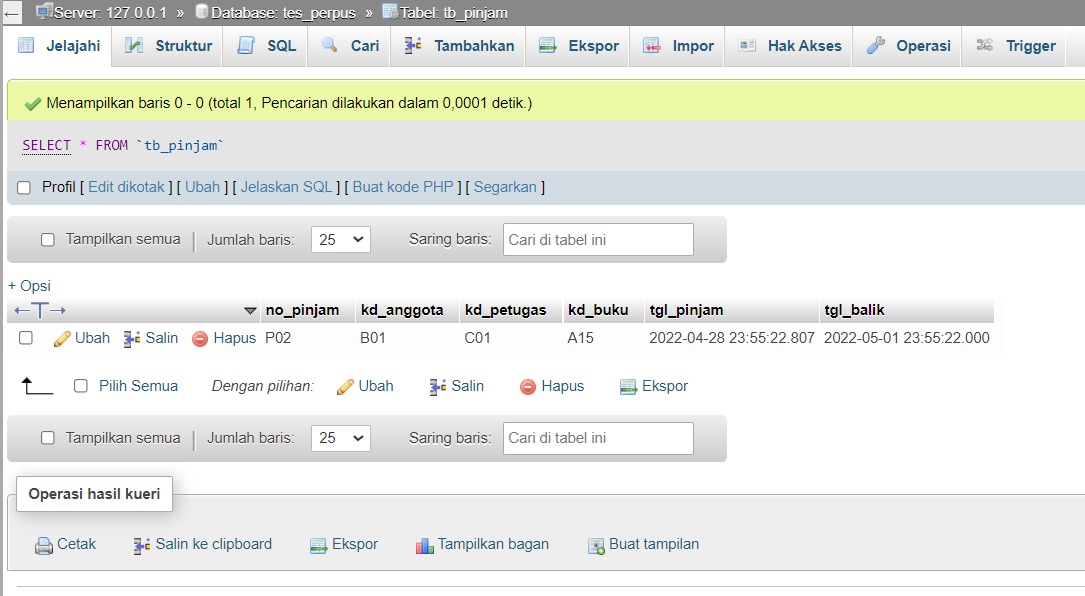 Server: 127.0.0.1 » Database: tes_perpus » Tabel: tb_pinjam
Jelajahi Struktur SQL Cari Tambahkan Ekspor Impor Hak Akses Operasi Trigger
Menampilkan baris 0 - 0 (total 1, Pencarian dilakukan dalam 0,0001 detik.)
SELECT * FROM `tb_pinjam`
Profil [ Edit dikotak ] [ Ubah ] [ Jelaskan SQL ] [ Buat kode PHP ] [ Segarkan ]
Tampilkan semua | Jumlah baris: 25 Saring baris: Cari di tabel ini
+ Opsi
←T→ no_pinjam kd_anggota kd_petugas kd_buku tgl_pinjam tgl_balik
Ubah Salin Hapus P02 B01 C01 A15 2022-04-28 23:55:22.807 2022-05-01 23:55:22.000
Pilih Semua Dengan pilihan: Ubah Salin Hapus Ekspor
Tampilkan semua | Jumlah baris: 25 Saring baris: Cari di tabel ini
Operasi hasil kueri
Cetak Salin ke clipboard Ekspor Tampilkan bagan Buat tampilan